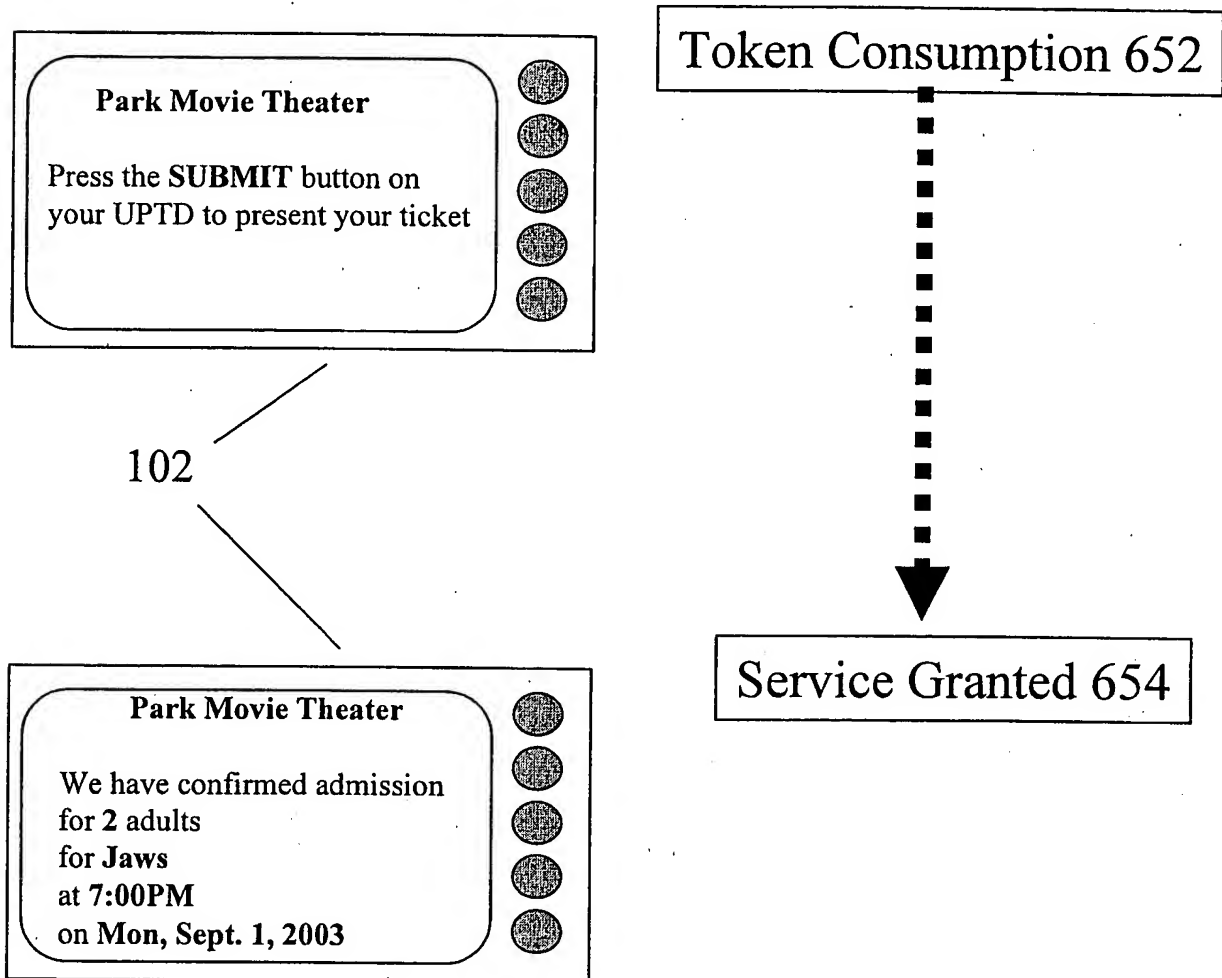 Park Movie Theater
Press the SUBMIT button on
your UPTD to present your ticket
Token Consumption 652
102
Service Granted 654
Park Movie Theater
We have confirmed admission
for 2 adults
for Jaws
at 7:00PM
on Mon, Sept. 1, 2003